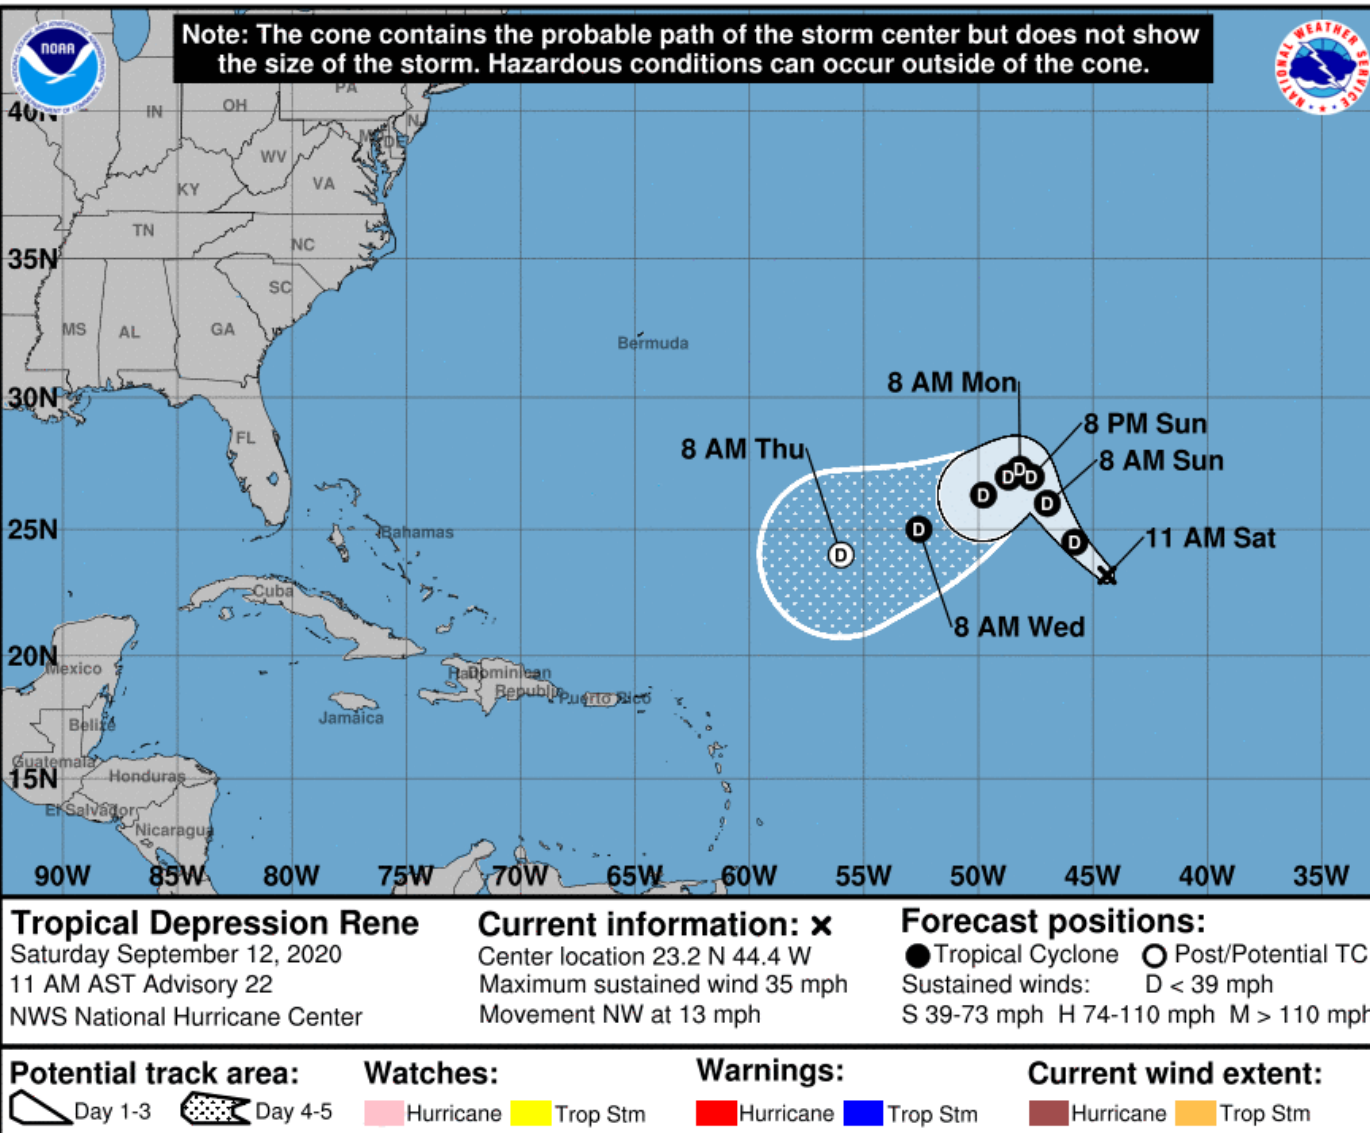 Note: The cone contains the probable path of the storm center but does not show
the size of the storm. Hazardous conditions can occur outside of the cone.
NOAA
NATIONAL WEATHER SERVICE
40N
35N
30N
25N
20N
15N
IN
OH
PA
N
DE
WV
KY
VA
TN
NC
SC
MS
AL
GA
FL
Bermuda
8 AM Mon
8 PM Sun
8 AM Thu
8 AM Sun
D
D
D
D
D
D
D
D
11 AM Sat
8 AM Wed
Bahamas
Cuba
Mexico
Dominican
Republic
Puerto Rico
Jamaica
Belize
Guatemala
Honduras
El Salvador
Nicaragua
90W 85W 80W 75W 70W 65W 60W 55W 50W 45W 40W 35W
Tropical Depression Rene
Saturday September 12, 2020
11 AM AST Advisory 22
NWS National Hurricane Center
Current information: x
Center location 23.2 N 44.4 W
Maximum sustained wind 35 mph
Movement NW at 13 mph
Forecast positions:
Tropical Cyclone Post/Potential TC
Sustained winds: D < 39 mph
S 39-73 mph H 74-110 mph M > 110 mph
Potential track area:
Day 1-3 Day 4-5
Watches:
Hurricane Trop Stm
Warnings:
Hurricane Trop Stm
Current wind extent:
Hurricane Trop Stm